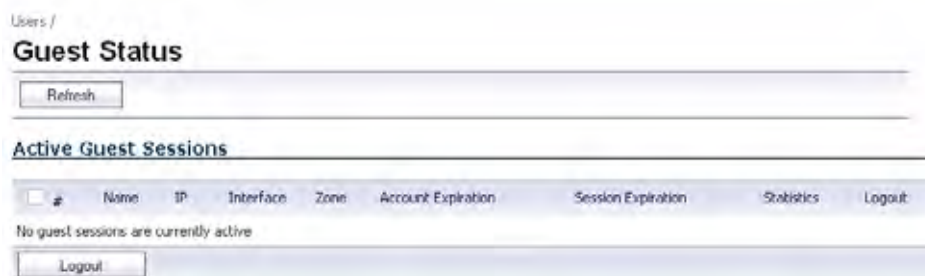 Users /
Guest Status
Refresh
Active Guest Sessions
# Name IP Interface Zone Account Expiration Session Expiration Statistics Logout
No guest sessions are currently active
Logout